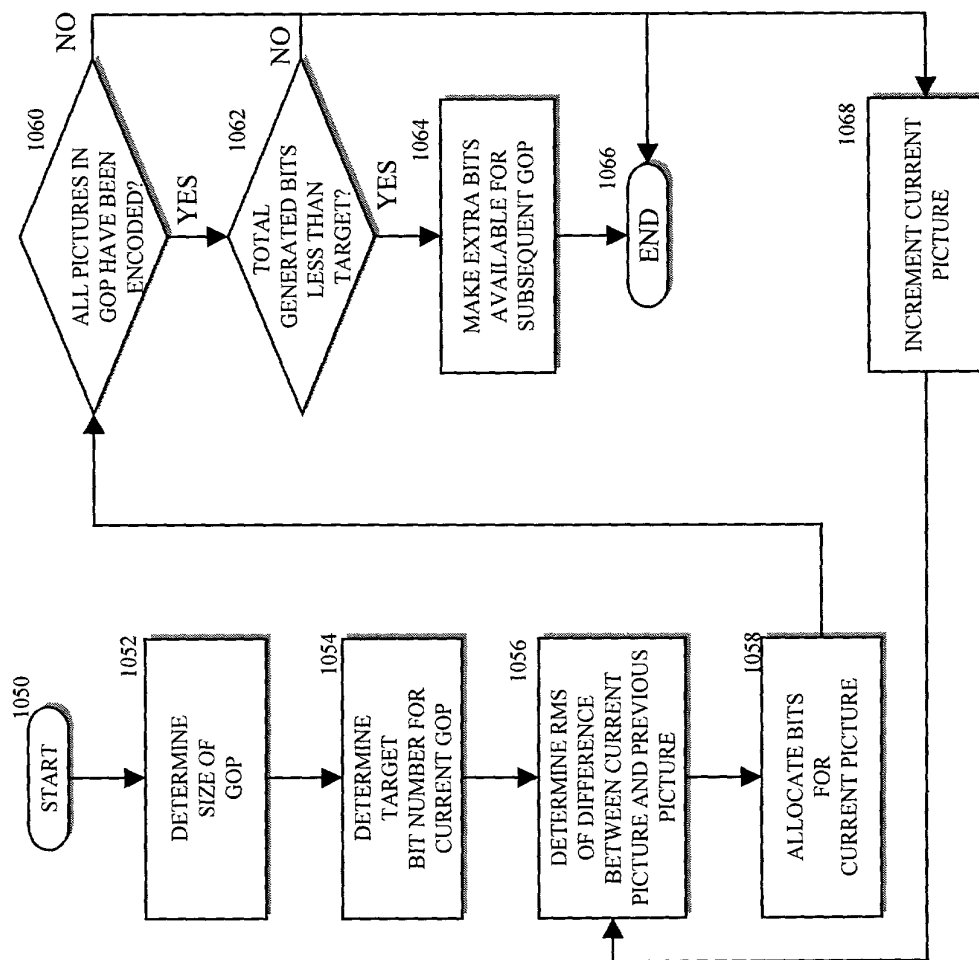 1050
START
1052
DETERMINE
SIZE OF
GOP
1054
DETERMINE
TARGET
BIT NUMBER FOR
CURRENT GOP
1056
DETERMINE RMS
OF DIFFERENCE
BETWEEN CURRENT
PICTURE AND PREVIOUS
PICTURE
1058
ALLOCATE BITS
FOR
CURRENT PICTURE
1060
ALL PICTURES IN
GOP HAVE BEEN
ENCODED?
NO
YES
1062
TOTAL
GENERATED BITS
LESS THAN
TARGET?
NO
YES
1064
MAKE EXTRA BITS
AVAILABLE FOR
SUBSEQUENT GOP
1066
END
1068
INCREMENT CURRENT
PICTURE